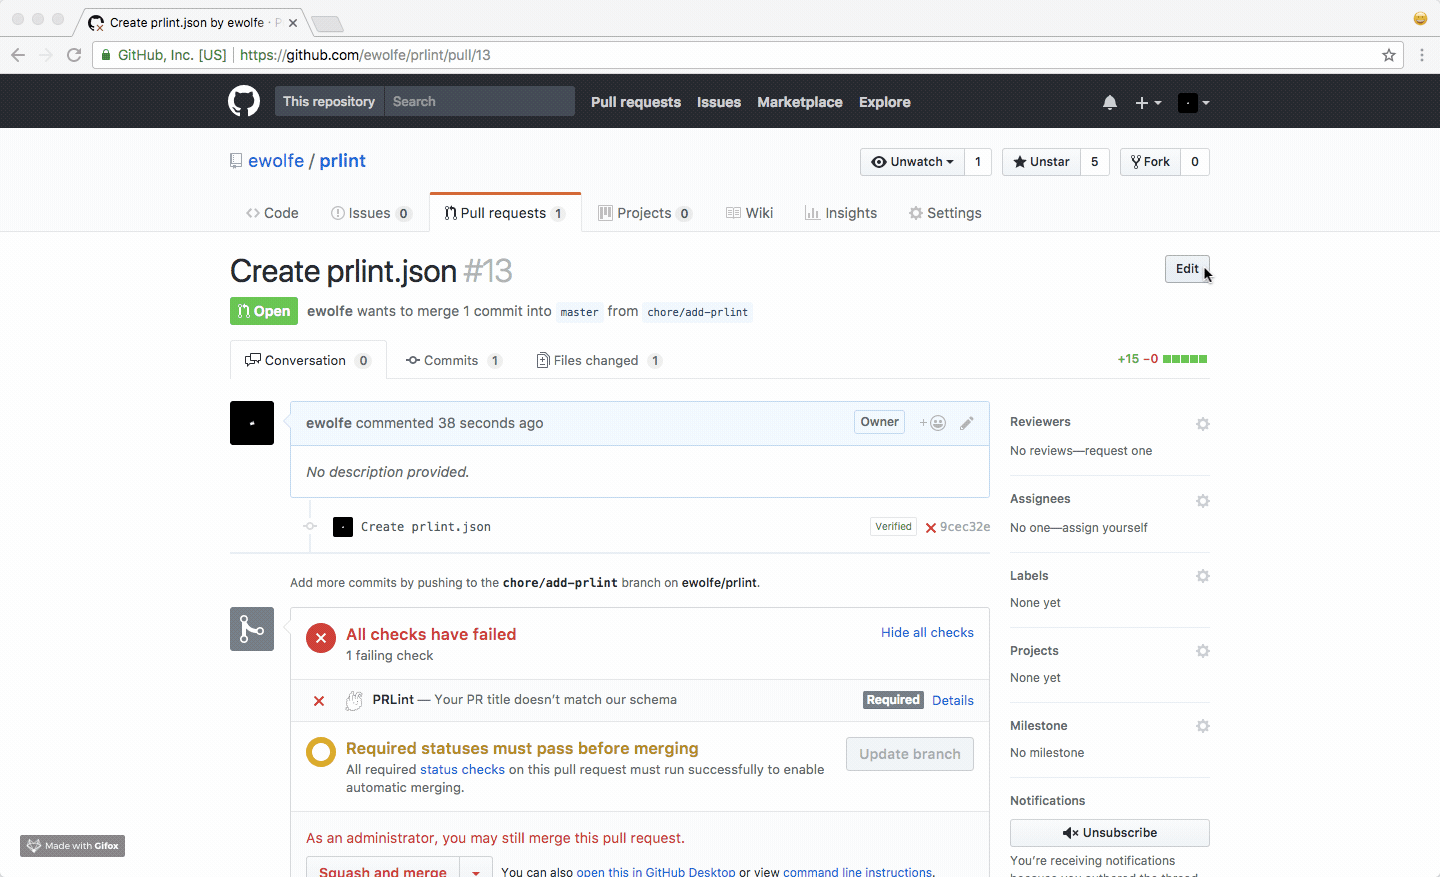 Create prlint.json by ewolfe · P
GitHub, Inc. [US] https://github.com/ewolfe/prlint/pull/13
This repository Search Pull requests Issues Marketplace Explore
ewolfe / prlint
Unwatch 1 Unstar 5 Fork 0
Code Issues 0 Pull requests 1 Projects 0 Wiki Insights Settings
Create prlint.json #13
Edit
Open ewolfe wants to merge 1 commit into master from chore/add-prlint
Conversation 0 Commits 1 Files changed 1 +15 −0
ewolfe commented 38 seconds ago Owner
No description provided.
Create prlint.json Verified 9cec32e
Add more commits by pushing to the chore/add-prlint branch on ewolfe/prlint.
All checks have failed Hide all checks
1 failing check
PRLint — Your PR title doesn't match our schema Required Details
Required statuses must pass before merging
All required status checks on this pull request must run successfully to enable
automatic merging.
Update branch
As an administrator, you may still merge this pull request.
Squash and merge You can also open this in GitHub Desktop or view command line instructions.
Reviewers
No reviews—request one
Assignees
No one—assign yourself
Labels
None yet
Projects
None yet
Milestone
No milestone
Notifications
Unsubscribe
You're receiving notifications
because you authored the thread.
Made with Gifox